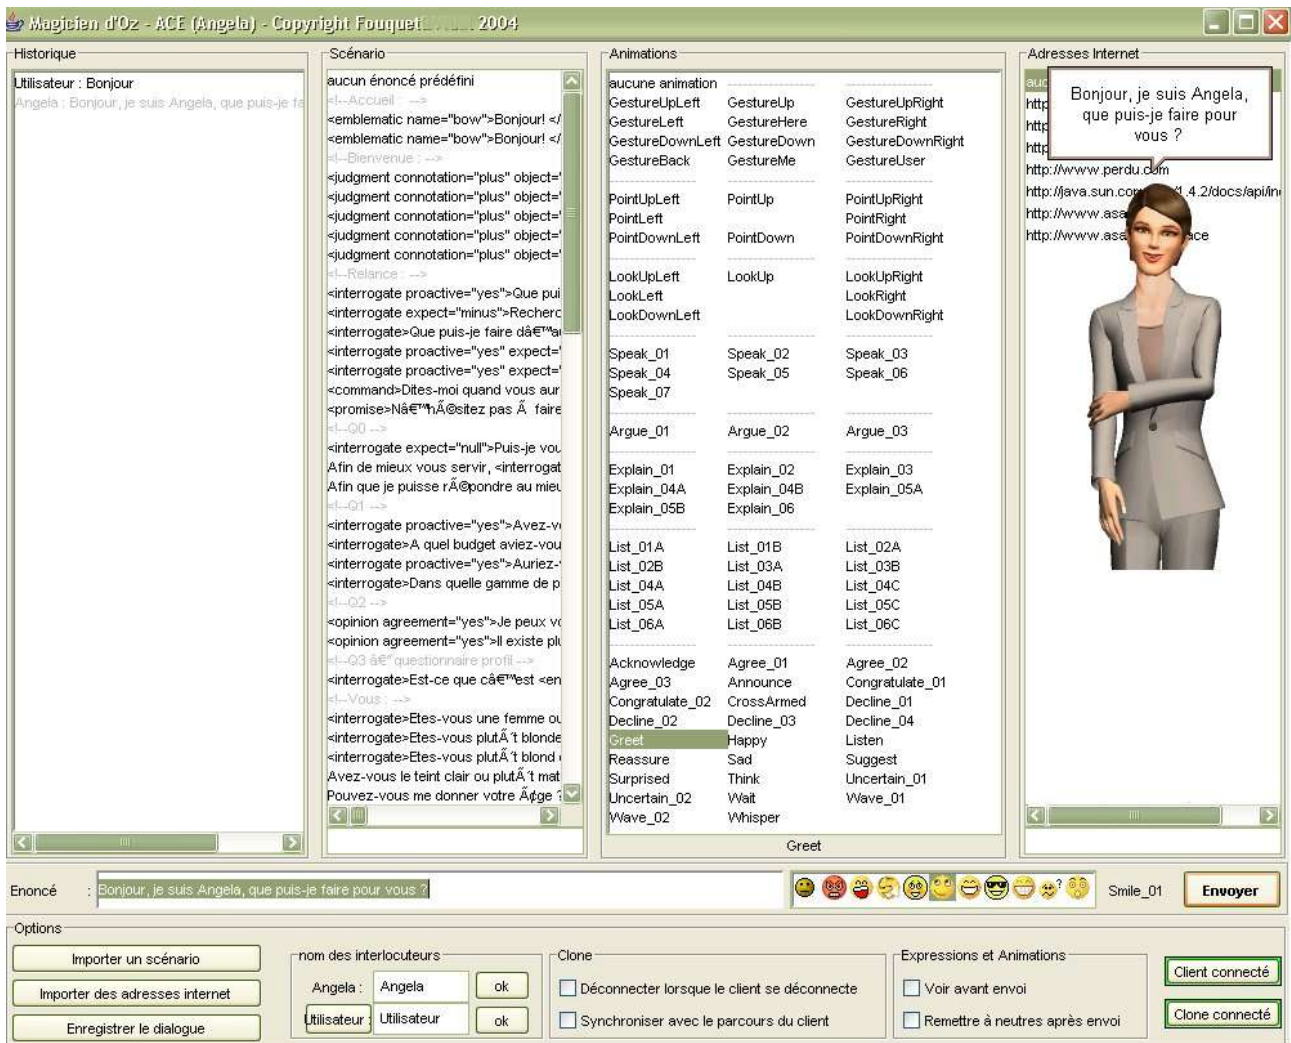 Magicien d'Oz - ACE (Angela) - Copyright Fouquet 2004
Historique
Utilisateur : Bonjour
Angela : Bonjour, je suis Angela, que puis-je fa
Scénario
aucun énoncé prédéfini
<!--Accueil : -->
<emblematic name="bow">Bonjour! </
<emblematic name="bow">Bonjour! </
<!--Bienvenue : -->
<judgment connotation="plus" object="
<judgment connotation="plus" object="
<judgment connotation="plus" object="
<judgment connotation="plus" object="
<judgment connotation="plus" object="
<!--Relance : -->
<interrogate proactive="yes">Que pui
<interrogate expect="minus">Recherc
<interrogate>Que puis-je faire dâ€™au
<interrogate proactive="yes" expect="
<interrogate proactive="yes" expect="
<command>Dites-moi quand vous aur
<promise>Nâ€™hÃ©sitez pas Ã  faire
<!--Q0 -->
<interrogate expect="null">Puis-je vou
Afin de mieux vous servir, <interrogat
Afin que je puisse rÃ©pondre au mieu
<!--Q1 -->
<interrogate proactive="yes">Avez-vo
<interrogate>A quel budget aviez-vou
<interrogate proactive="yes">Auriez-
<interrogate>Dans quelle gamme de p
<!--Q2 -->
<opinion agreement="yes">Je peux vo
<opinion agreement="yes">Il existe plu
<!--Q3 â€“ questionnaire profil -->
<interrogate>Est-ce que câ€™est <en
<!--Vous : -->
<interrogate>Etes-vous une femme ou
<interrogate>Etes-vous plutÃ´t blonde
<interrogate>Etes-vous plutÃ´t blond
Avez-vous le teint clair ou plutÃ´t mat
Pouvez-vous me donner votre Ã¢ge ?
Animations
aucune animation
GestureUpLeft GestureUp GestureUpRight
GestureLeft GestureHere GestureRight
GestureDownLeft GestureDown GestureDownRight
GestureBack GestureMe GestureUser
PointUpLeft PointUp PointUpRight
PointLeft PointRight
PointDownLeft PointDown PointDownRight
LookUpLeft LookUp LookUpRight
LookLeft LookRight
LookDownLeft LookDownRight
Speak_01 Speak_02 Speak_03
Speak_04 Speak_05 Speak_06
Speak_07
Argue_01 Argue_02 Argue_03
Explain_01 Explain_02 Explain_03
Explain_04A Explain_04B Explain_05A
Explain_05B Explain_06
List_01A List_01B List_02A
List_02B List_03A List_03B
List_04A List_04B List_04C
List_05A List_05B List_05C
List_06A List_06B List_06C
Acknowledge Agree_01 Agree_02
Agree_03 Announce Congratulate_01
Congratulate_02 CrossArmed Decline_01
Decline_02 Decline_03 Decline_04
Greet Happy Listen
Reassure Sad Suggest
Surprised Think Uncertain_01
Uncertain_02 Wait Wave_01
Wave_02 Whisper
Greet
Adresses Internet
auc
http
http
http
http://www.perdu.com
http://java.sun.com 1.4.2/docs/api/in
http://www.asa
http://www.asa ace
Bonjour, je suis Angela,
que puis-je faire pour
vous ?
Enoncé : Bonjour, je suis Angela, que puis-je faire pour vous ?
Smile_01
Envoyer
Options
Importer un scénario
Importer des adresses internet
Enregistrer le dialogue
nom des interlocuteurs
Angela : Angela ok
Utilisateur : Utilisateur ok
Clone
Déconnecter lorsque le client se déconnecte
Synchroniser avec le parcours du client
Expressions et Animations
Voir avant envoi
Remettre à neutres après envoi
Client connecté
Clone connecté